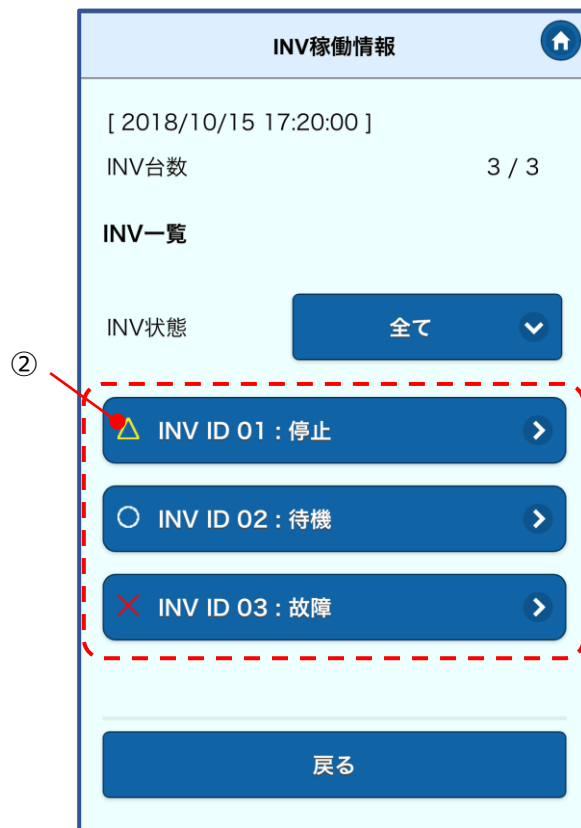 INV稼働情報
[ 2018/10/15 17:20:00 ]
INV台数 3 / 3
INV一覧
INV状態 全て
②
INV ID 01 : 停止
INV ID 02 : 待機
INV ID 03 : 故障
戻る